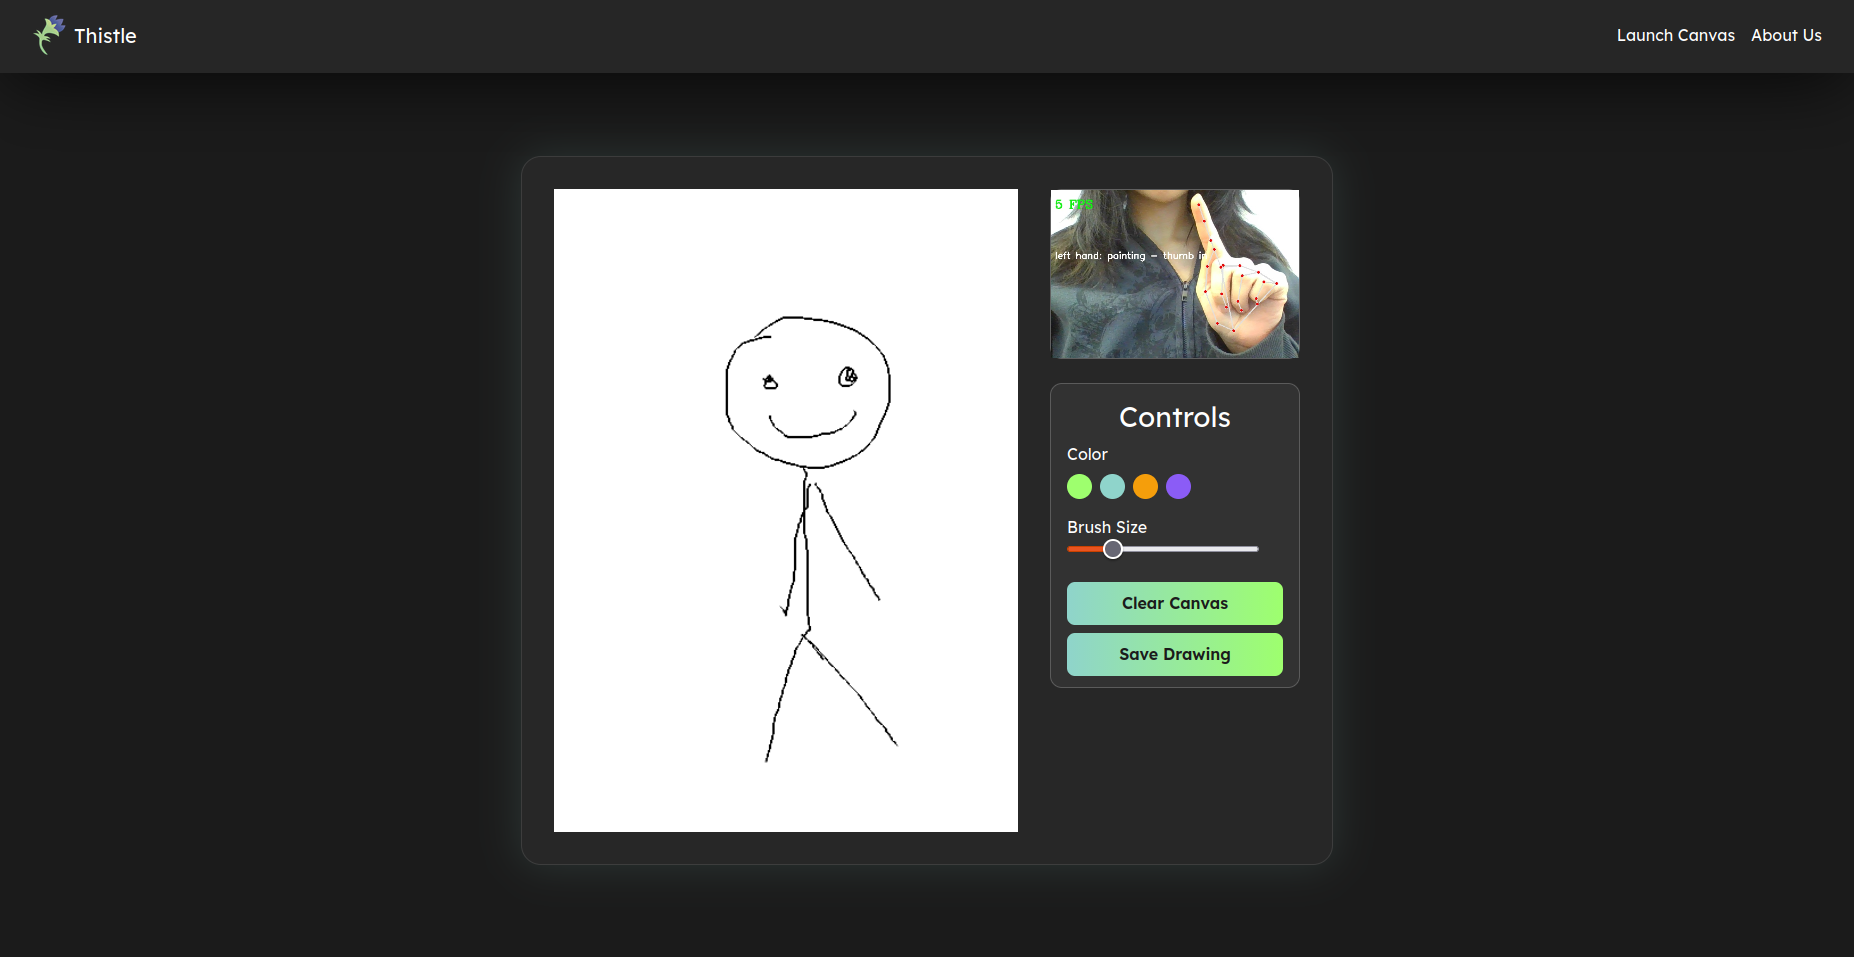 Thistle
Launch Canvas
About Us
5 FPS
left hand: painting - thumb in
Controls
Color
Brush Size
Clear Canvas
Save Drawing